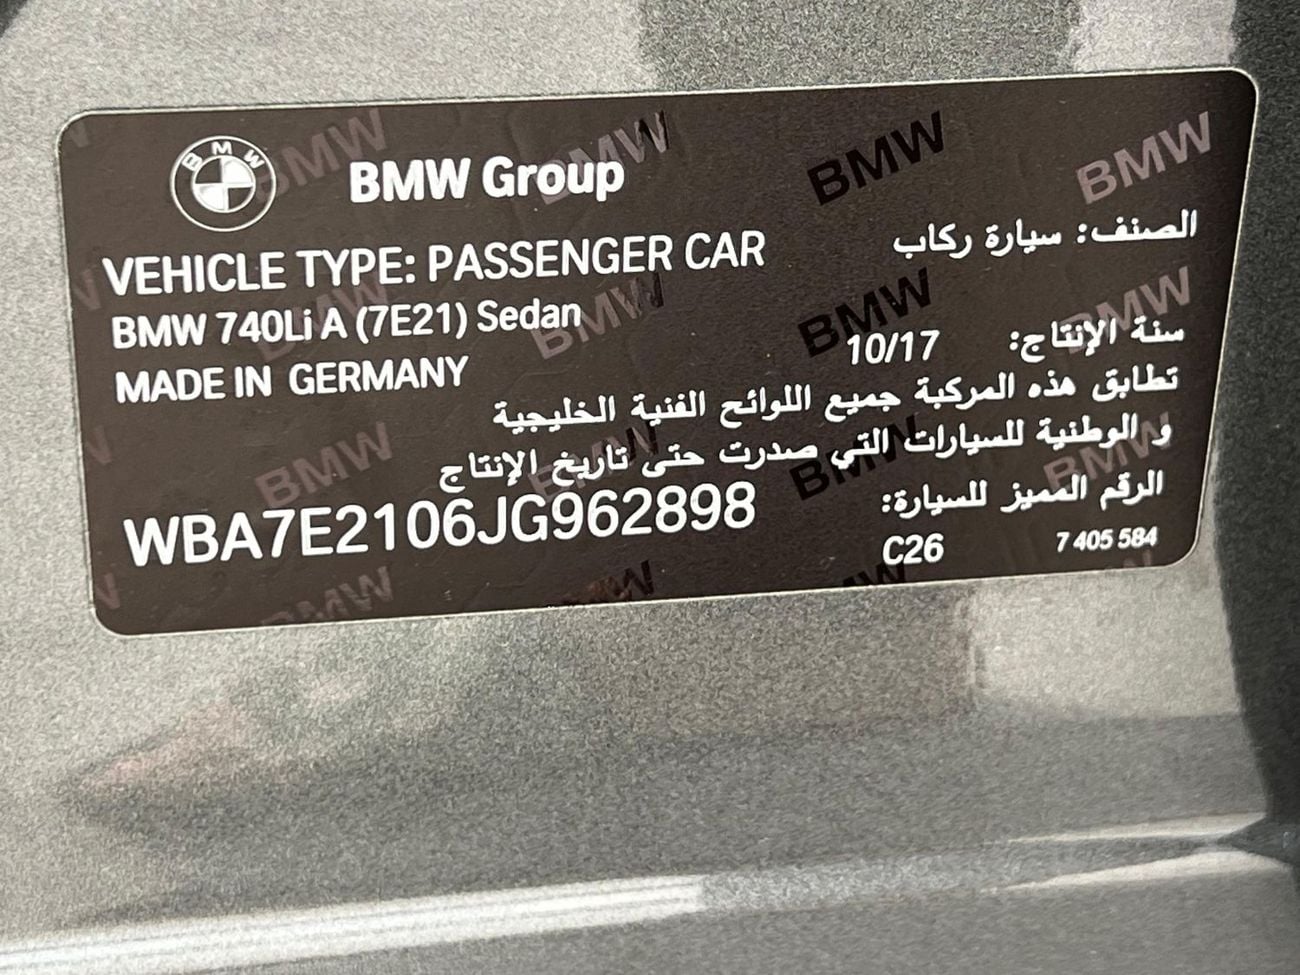 BMW
BMW Group
VEHICLE TYPE: PASSENGER CAR
الصنف: سيارة ركاب
BMW 740Li A (7E21) Sedan
سنة الإنتاج: 10/17
MADE IN GERMANY
تطابق هذه المركبة جميع اللوائح الفنية الخليجية
و الوطنية للسيارات التي صدرت حتى تاريخ الإنتاج
الرقم المميز للسيارة:
WBA7E2106JG962898
C26
7 405 584